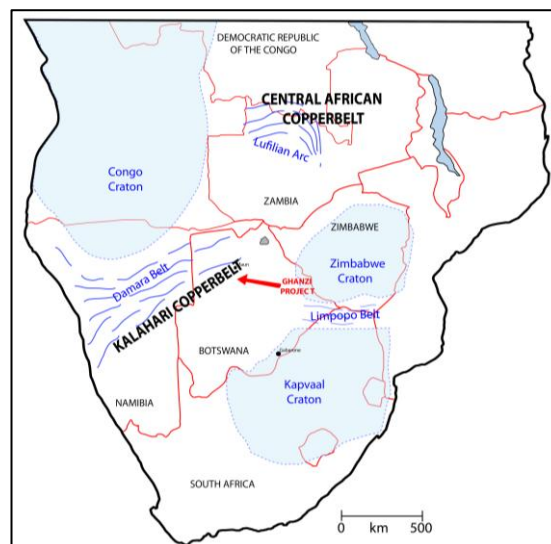 DEMOCRATIC REPUBLIC
OF THE CONGO
CENTRAL AFRICAN
COPPERBELT
Lufilian Arc
Congo
Craton
ZAMBIA
ZIMBABWE
Zimbabwe
Craton
Damara Belt
KALAHARI COPPERBELT
GHANZI
PROJECT
Limpopo Belt
BOTSWANA
Kapvaal
Craton
NAMIBIA
SOUTH AFRICA
0 km 500